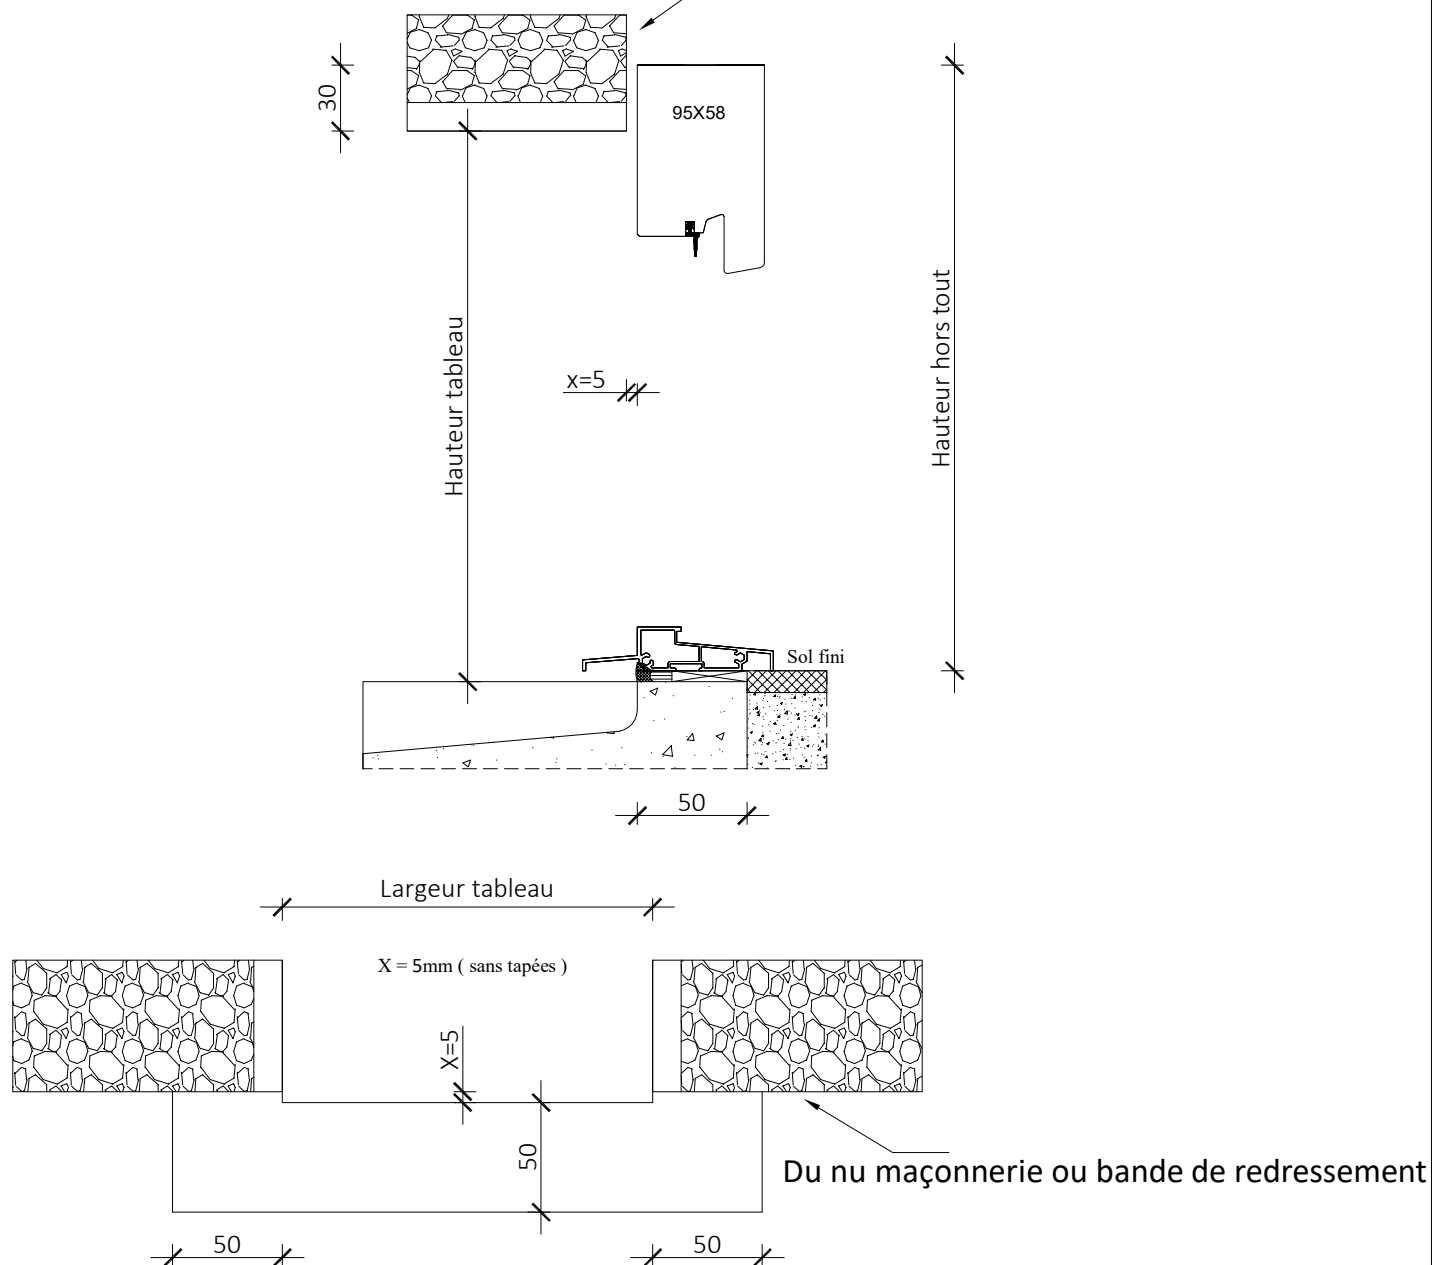 30
95X58
Hauteur tableau
Hauteur hors tout
x=5
Sol fini
50
Largeur tableau
X = 5mm ( sans tapées )
X=5
50
Du nu maçonnerie ou bande de redressement
50
50